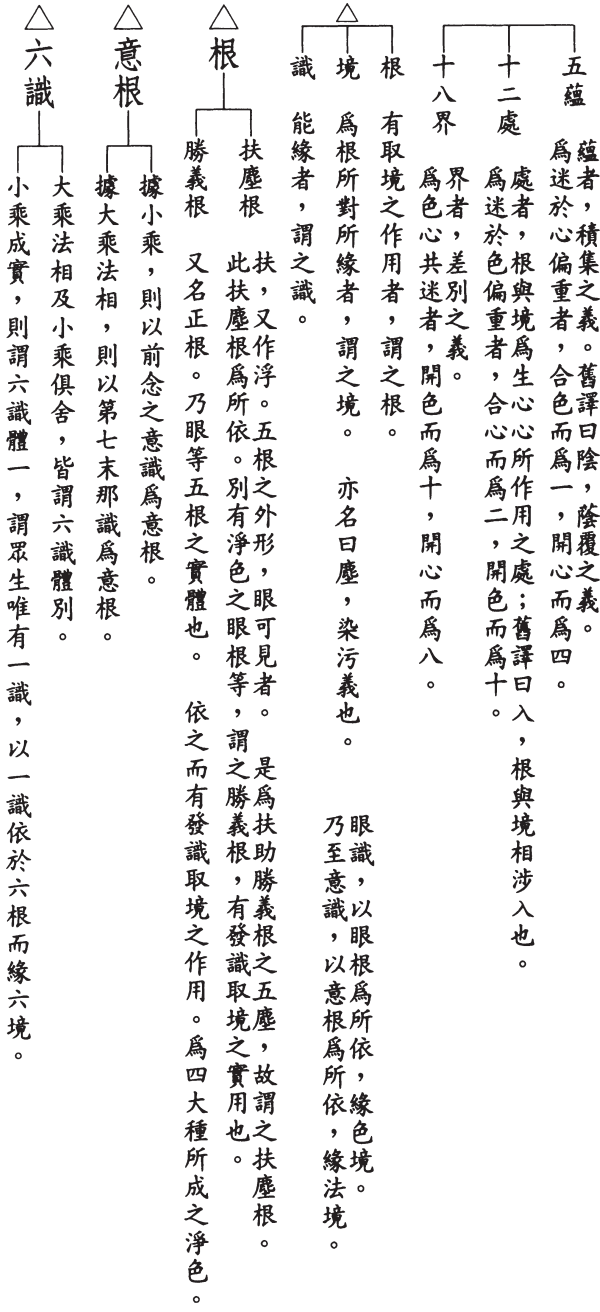 五蘊
蘊者，積集之義。舊譯曰陰，蔭覆之義。
爲迷於心偏重者，合色而爲一，開心而爲四。
十二處
處者，根與境爲生心心所作用之處；舊譯曰入，根與境相涉入也。
爲迷於色偏重者，合心而爲二，開色而爲十。
十八界
界者，差別之義。
爲色心共迷者，開色而爲十，開心而爲八。
△
根　有取境之作用者，謂之根。
境　爲根所對所緣者，謂之境。　亦名曰塵，染污義也。
識　能緣者，謂之識。
眼識，以眼根爲所依，緣色境。
乃至意識，以意根爲所依，緣法境。
△根
扶塵根
扶，又作浮。五根之外形，眼可見者。　是爲扶助勝義根之五塵，故謂之扶塵根。
此扶塵根爲所依。別有淨色之眼根等，謂之勝義根，有發識取境之實用也。
勝義根　又名正根。乃眼等五根之實體也。　依之而有發識取境之作用。爲四大種所成之淨色。
△意根
據小乘，則以前念之意識爲意根。
據大乘法相，則以第七末那識爲意根。
△六識
大乘法相及小乘俱舍，皆謂六識體別。
小乘成實，則謂六識體一，謂眾生唯有一識，以一識依於六根而緣六境。